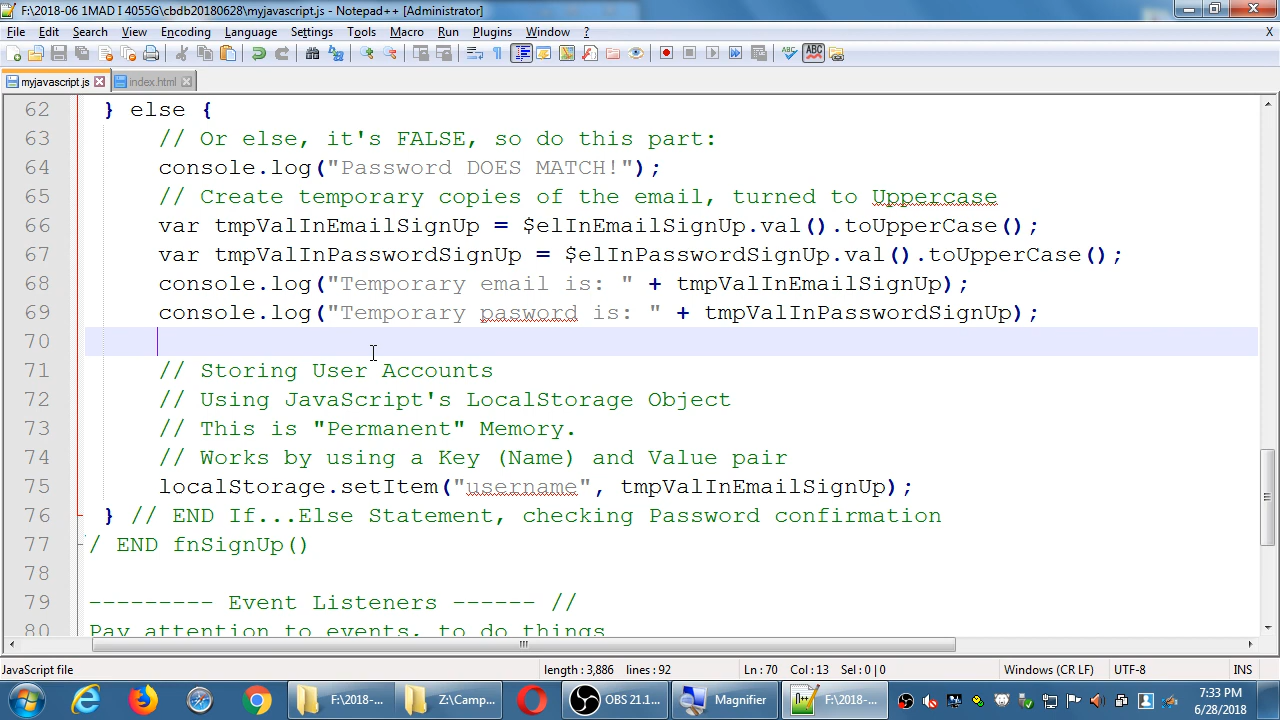 F:\2018-06 1MAD I 4055G\cbdb20180628\myjavascript.js - Notepad++ [Administrator]
File Edit Search View Encoding Language Settings Tools Macro Run Plugins Window ? X
myjavascript.js index.html
62 } else {
63 // Or else, it's FALSE, so do this part:
64 console.log("Password DOES MATCH!");
65 // Create temporary copies of the email, turned to Uppercase
66 var tmpValInEmailSignUp = $elInEmailSignUp.val().toUpperCase();
67 var tmpValInPasswordSignUp = $elInPasswordSignUp.val().toUpperCase();
68 console.log("Temporary email is: " + tmpValInEmailSignUp);
69 console.log("Temporary pasword is: " + tmpValInPasswordSignUp);
70
71 // Storing User Accounts
72 // Using JavaScript's LocalStorage Object
73 // This is "Permanent" Memory.
74 // Works by using a Key (Name) and Value pair
75 localStorage.setItem("username", tmpValInEmailSignUp);
76 } // END If...Else Statement, checking Password confirmation
77 / END fnSignUp()
78
79 --------- Event Listeners ------ //
80 Pay attention to events, to do things
JavaScript file length : 3,886 lines : 92 Ln : 70 Col : 13 Sel : 0 | 0 Windows (CR LF) UTF-8 INS
F:\2018-... Z:\Camp... OBS 21.1... Magnifier F:\2018-... 7:33 PM
6/28/2018